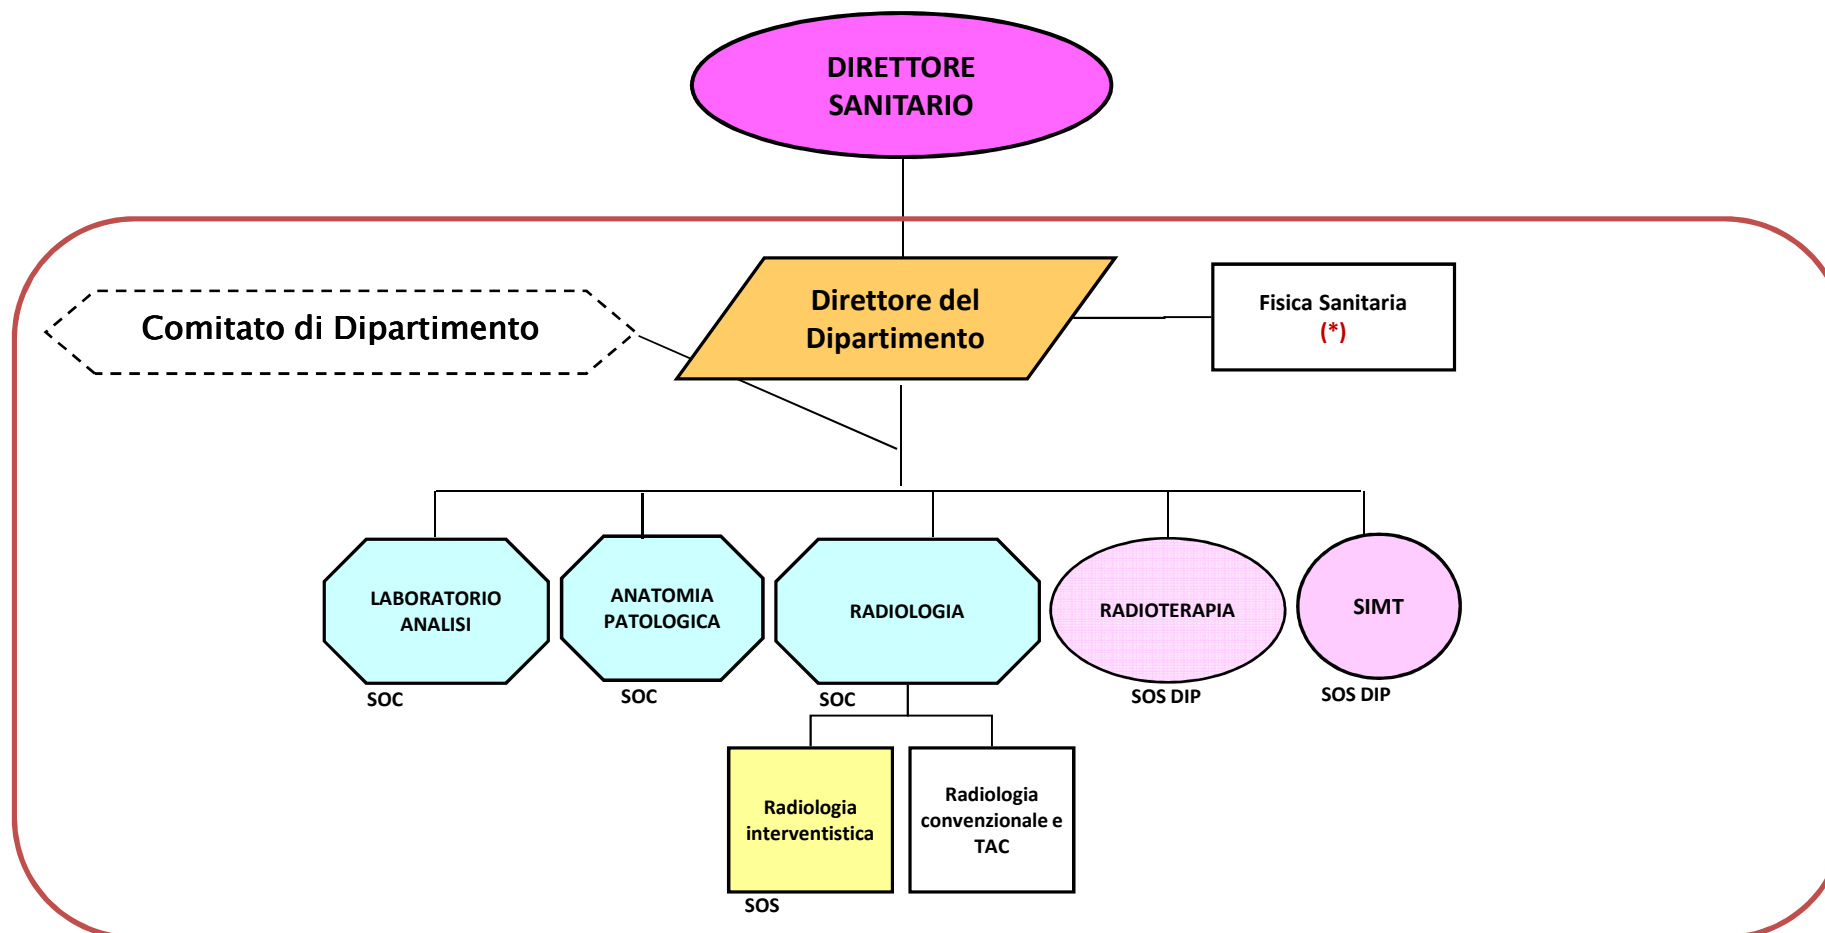 DIRETTORE
SANITARIO
Comitato di Dipartimento
Direttore del
Dipartimento
Fisica Sanitaria
(*)
LABORATORIO
ANALISI
SOC
ANATOMIA
PATOLOGICA
SOC
RADIOLOGIA
SOC
RADIOTERAPIA
SOS DIP
SIMT
SOS DIP
Radiologia
interventistica
SOS
Radiologia
convenzionale e
TAC